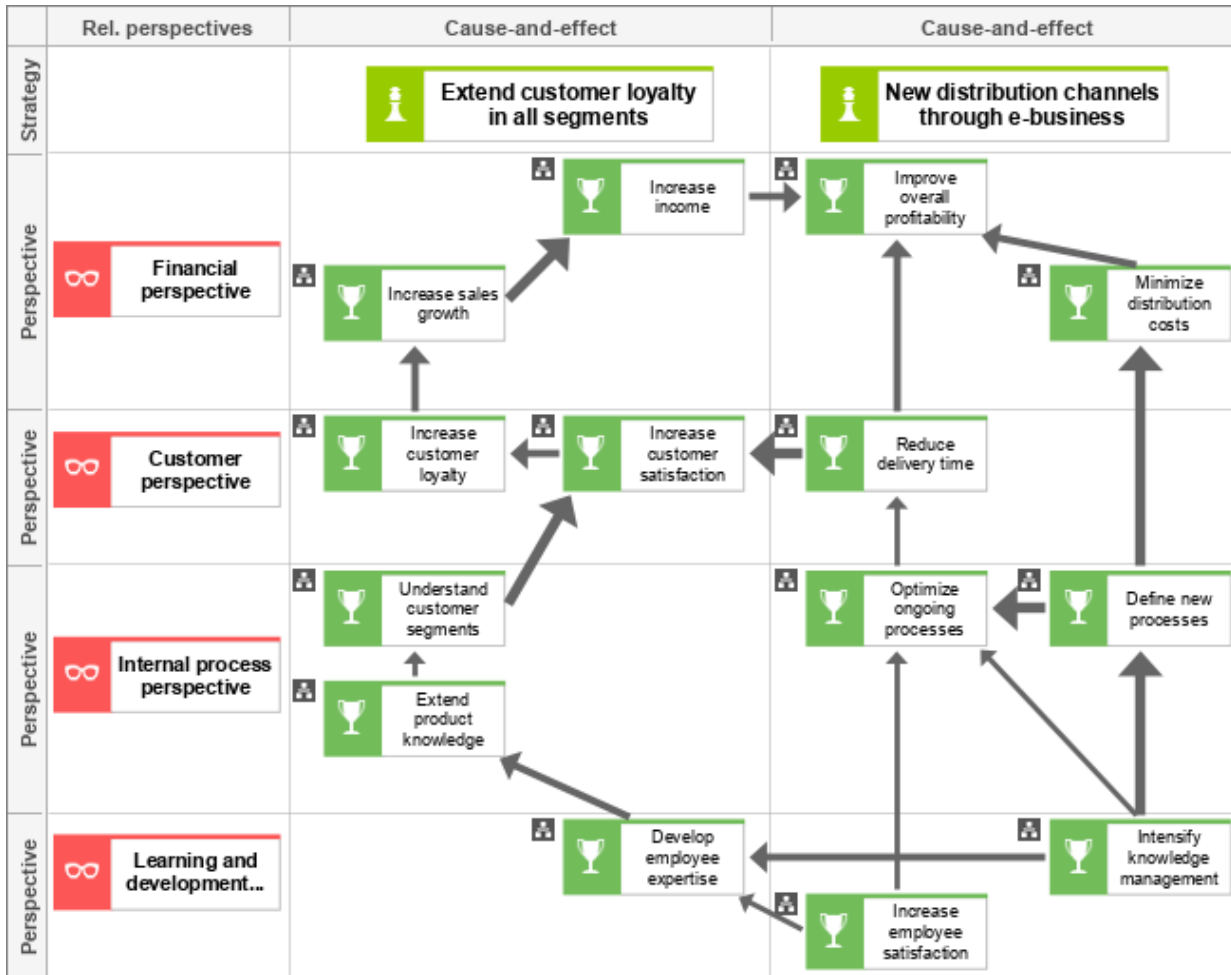 Rel. perspectives
Cause-and-effect
Cause-and-effect
Strategy
Extend customer loyalty
in all segments
New distribution channels
through e-business
Perspective
Financial
perspective
Increase
income
Improve
overall
profitability
Increase sales
growth
Minimize
distribution
costs
Perspective
Customer
perspective
Increase
customer
loyalty
Increase
customer
satisfaction
Reduce
delivery time
Perspective
Internal process
perspective
Understand
customer
segments
Optimize
ongoing
processes
Define new
processes
Extend
product
knowledge
Perspective
Learning and
development...
Develop
employee
expertise
Intensify
knowledge
management
Increase
employee
satisfaction